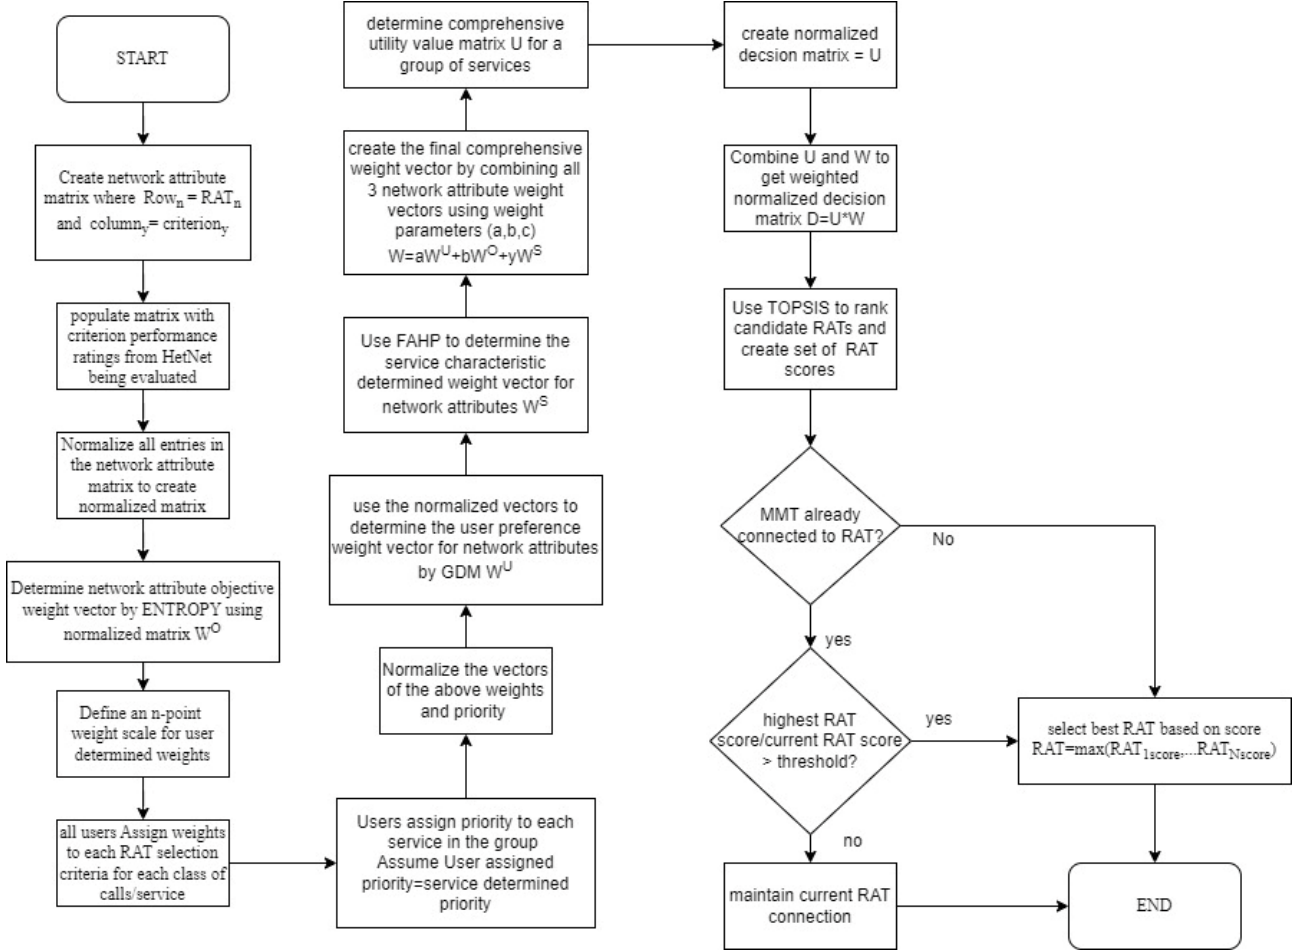 START
Create network attribute
matrix where Rowₙ = RATₙ
and columnᵧ= criterionᵧ
populate matrix with
criterion performance
ratings from HetNet
being evaluated
Normalize all entries in
the network attribute
matrix to create
normalized matrix
Determine network attribute objective
weight vector by ENTROPY using
normalized matrix W^O
Define an n-point
weight scale for user
determined weights
all users Assign weights
to each RAT selection
criteria for each class of
calls/service
Users assign priority to each
service in the group
Assume User assigned
priority=service determined
priority
Normalize the vectors
of the above weights
and priority
use the normalized vectors to
determine the user preference
weight vector for network attributes
by GDM W^U
Use FAHP to determine the
service characteristic
determined weight vector for
network attributes W^S
create the final comprehensive
weight vector by combining all
3 network attribute weight
vectors using weight
parameters (a,b,c)
W=aW^U+bW^O+yW^S
determine comprehensive
utility value matrix U for a
group of services
create normalized
decsion matrix = U
Combine U and W to
get weighted
normalized decision
matrix D=U*W
Use TOPSIS to rank
candidate RATs and
create set of RAT
scores
MMT already
connected to RAT?
No
yes
highest RAT
score/current RAT score
> threshold?
yes
no
select best RAT based on score
RAT=max(RAT_1score,...RAT_Nscore)
maintain current RAT
connection
END